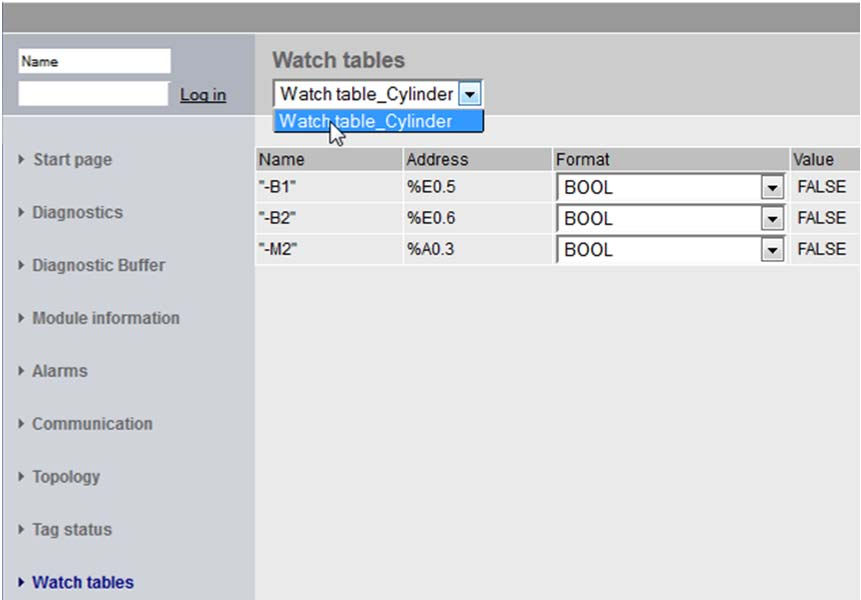 Name
Log in
Watch tables
Watch table_Cylinder
Watch table_Cylinder
Start page
Diagnostics
Diagnostic Buffer
Module information
Alarms
Communication
Topology
Tag status
Watch tables
Name Address Format Value
"-B1" %E0.5 BOOL FALSE
"-B2" %E0.6 BOOL FALSE
"-M2" %A0.3 BOOL FALSE